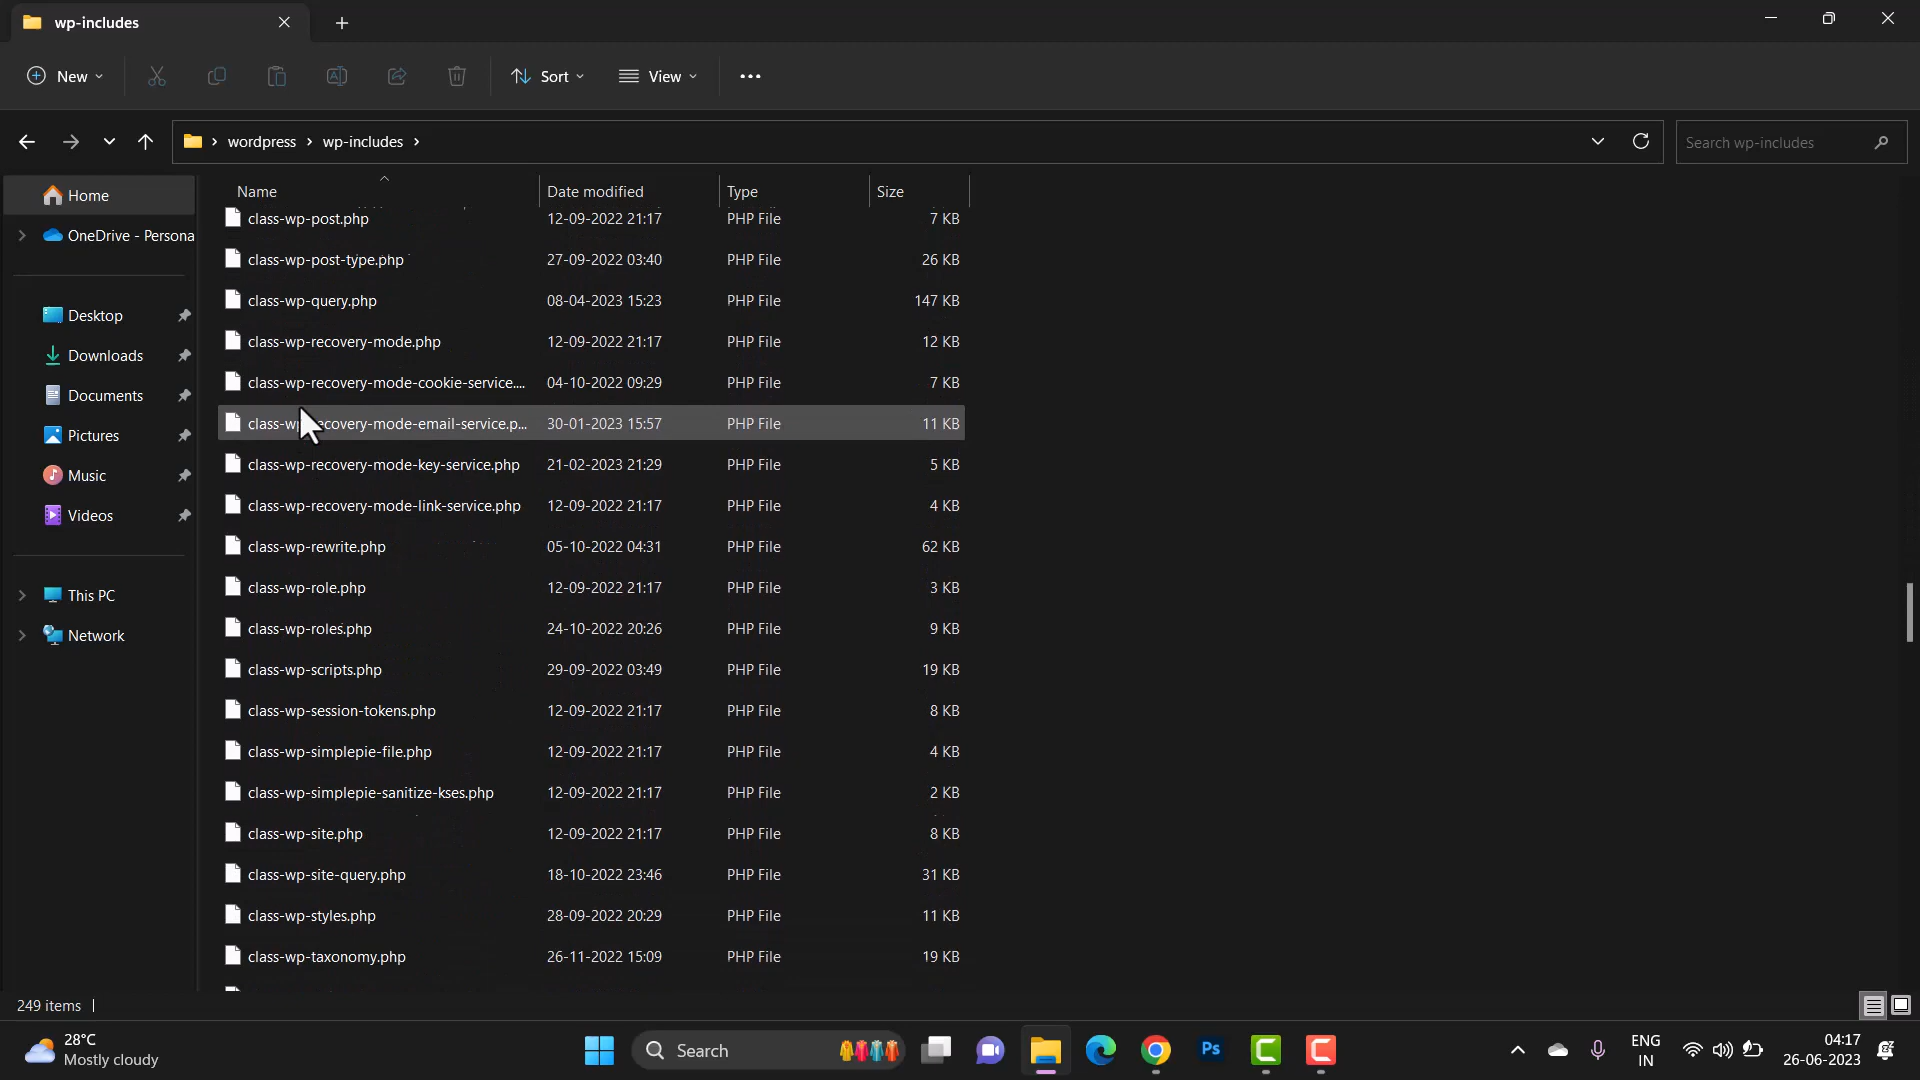 wp-includes
New
Sort
View
wordpress > wp-includes >
Search wp-includes
Name Date modified Type Size
Home
OneDrive - Persona
Desktop
Downloads
Documents
Pictures
Music
Videos
This PC
Network
class-wp-post.php 12-09-2022 21:17 PHP File 7 KB
class-wp-post-type.php 27-09-2022 03:40 PHP File 26 KB
class-wp-query.php 08-04-2023 15:23 PHP File 147 KB
class-wp-recovery-mode.php 12-09-2022 21:17 PHP File 12 KB
class-wp-recovery-mode-cookie-service.... 04-10-2022 09:29 PHP File 7 KB
class-wp-recovery-mode-email-service.p... 30-01-2023 15:57 PHP File 11 KB
class-wp-recovery-mode-key-service.php 21-02-2023 21:29 PHP File 5 KB
class-wp-recovery-mode-link-service.php 12-09-2022 21:17 PHP File 4 KB
class-wp-rewrite.php 05-10-2022 04:31 PHP File 62 KB
class-wp-role.php 12-09-2022 21:17 PHP File 3 KB
class-wp-roles.php 24-10-2022 20:26 PHP File 9 KB
class-wp-scripts.php 29-09-2022 03:49 PHP File 19 KB
class-wp-session-tokens.php 12-09-2022 21:17 PHP File 8 KB
class-wp-simplepie-file.php 12-09-2022 21:17 PHP File 4 KB
class-wp-simplepie-sanitize-kses.php 12-09-2022 21:17 PHP File 2 KB
class-wp-site.php 12-09-2022 21:17 PHP File 8 KB
class-wp-site-query.php 18-10-2022 23:46 PHP File 31 KB
class-wp-styles.php 28-09-2022 20:29 PHP File 11 KB
class-wp-taxonomy.php 26-11-2022 15:09 PHP File 19 KB
249 items
28°C
Mostly cloudy
Search
Ps
ENG
IN
04:17
26-06-2023